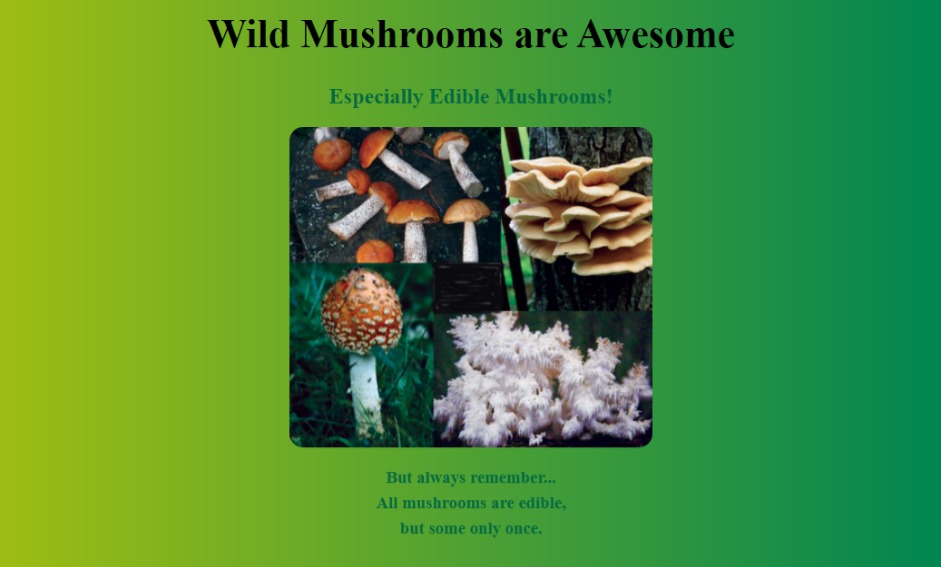 Wild Mushrooms are Awesome
Especially Edible Mushrooms!
But always remember...
All mushrooms are edible,
but some only once.